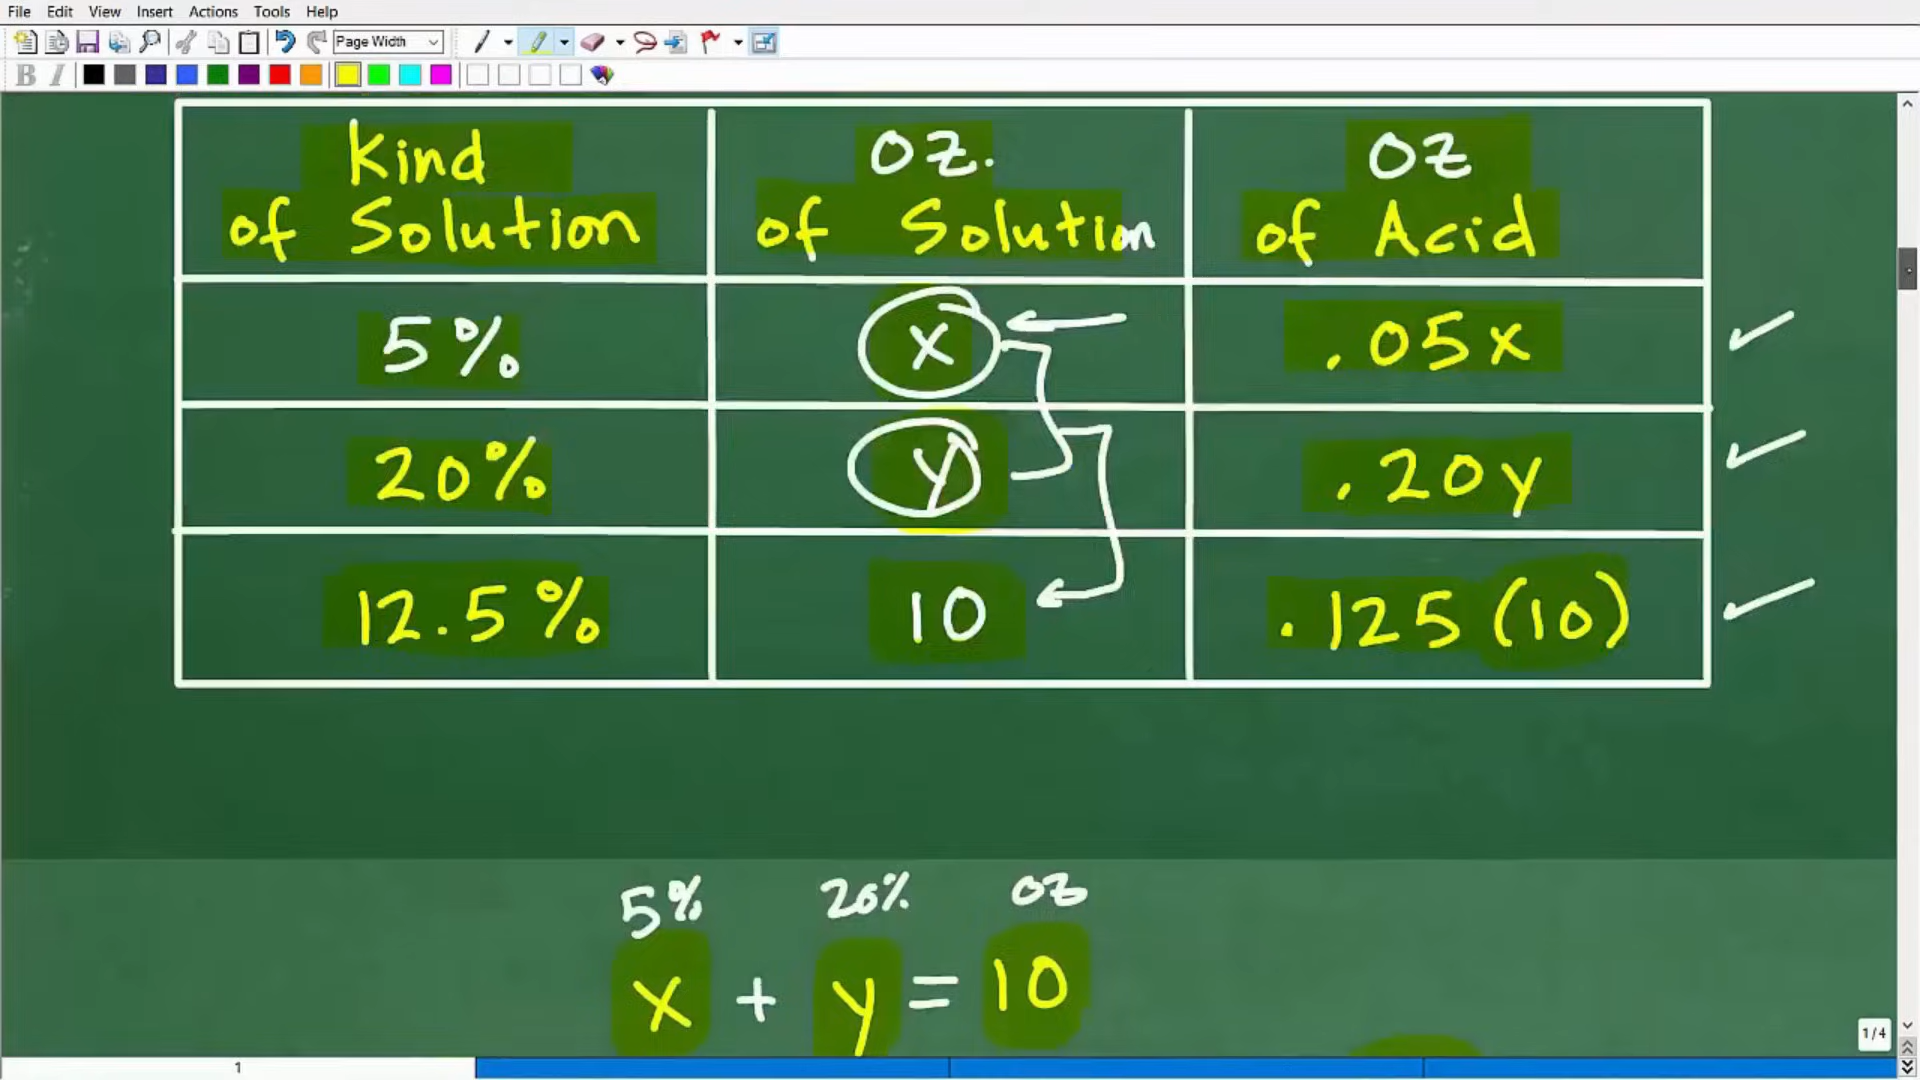 File Edit View Insert Actions Tools Help
Page Width
B I
Kind of Solution
oz. of Solution
oz of Acid
5%
x
.05x
20%
y
.20y
12.5%
10
.125(10)
5% 20% oz
x + y = 10
1/4
1